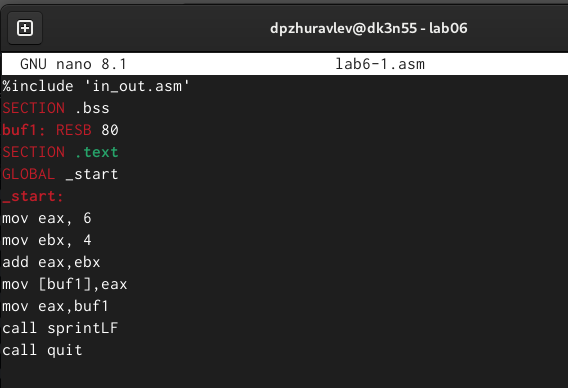 dpzhuravlev@dk3n55 - lab06
GNU nano 8.1 lab6-1.asm
%include 'in_out.asm'
SECTION .bss
buf1: RESB 80
SECTION .text
GLOBAL _start
_start:
mov eax, 6
mov ebx, 4
add eax,ebx
mov [buf1],eax
mov eax,buf1
call sprintLF
call quit